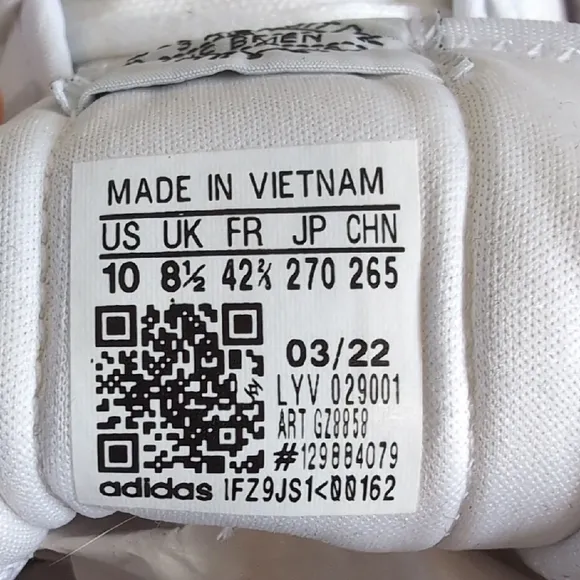 MADE IN VIETNAM
US UK FR JP CHN
10 8½ 42⅔ 270 265
03/22
LYV 029001
ART GZ8858
#129884079
adidas IFZ9JS1<00162